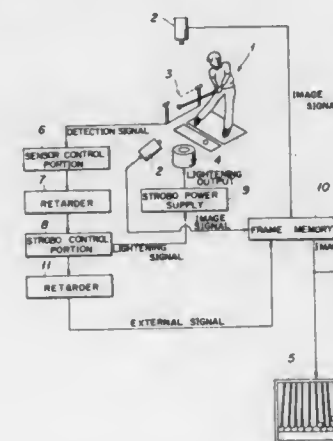 2
1
3
IMAGE
SIGNAL
6
DETECTION SIGNAL
SENSOR CONTROL
PORTION
2
4
LIGHTENING
OUTPUT
9
10
7
RETARDER
STROBO POWER
SUPPLY
IMAGE
SIGNAL
8
STROBO CONTROL
PORTION
LIGHTENING
SIGNAL
FRAME MEMORY
IMAG
11
RETARDER
EXTERNAL SIGNAL
5